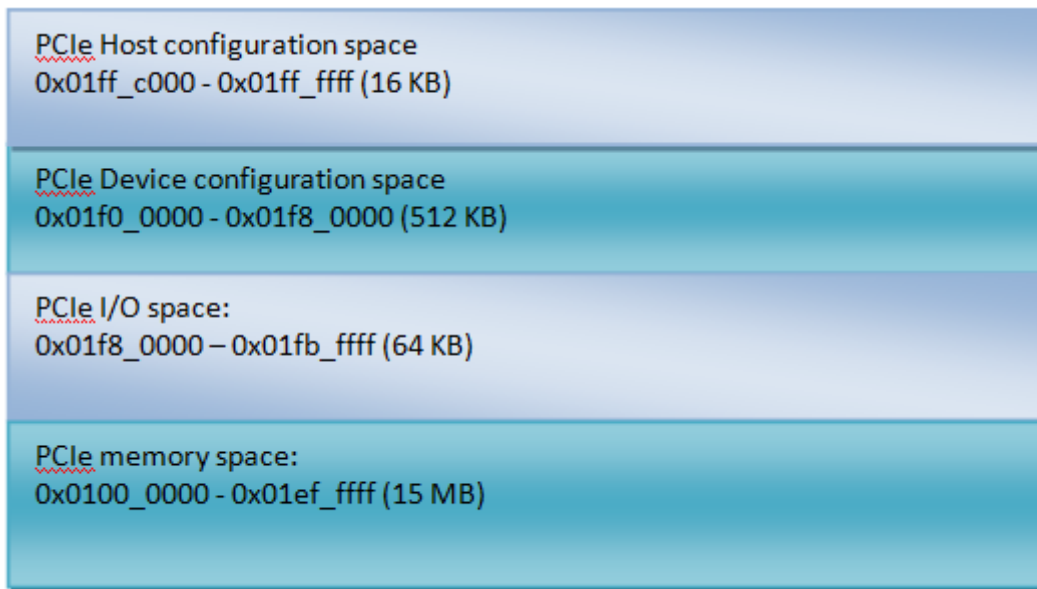 PCIe Host configuration space
0x01ff_c000 - 0x01ff_ffff (16 KB)
PCIe Device configuration space
0x01f0_0000 - 0x01f8_0000 (512 KB)
PCIe I/O space:
0x01f8_0000 – 0x01fb_ffff (64 KB)
PCIe memory space:
0x0100_0000 - 0x01ef_ffff (15 MB)